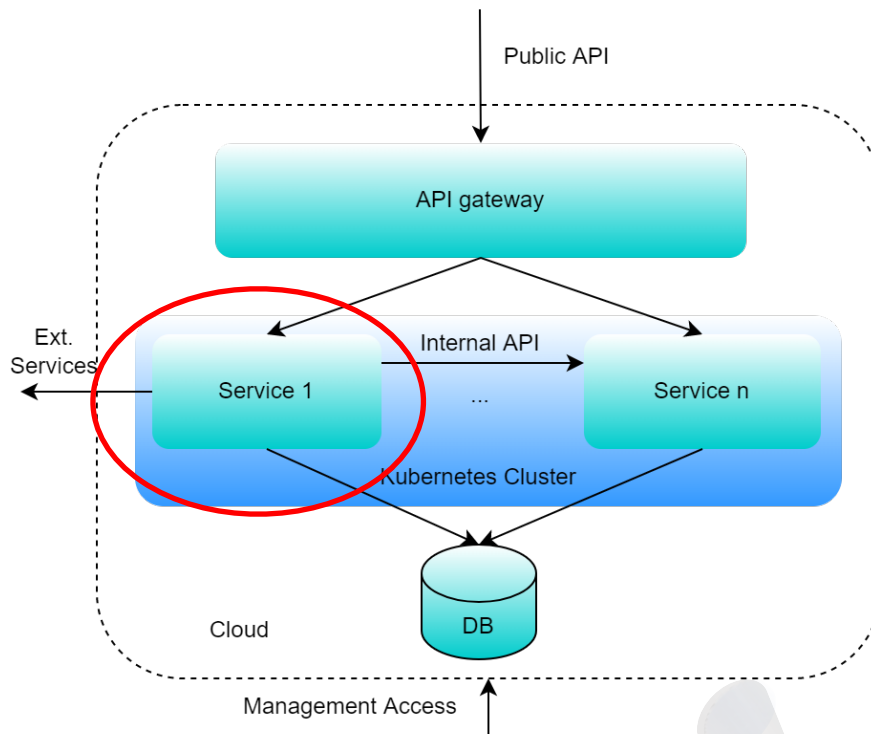 Public API
API gateway
Ext.
Services
Internal API
Service 1
...
Service n
Kubernetes Cluster
DB
Cloud
Management Access